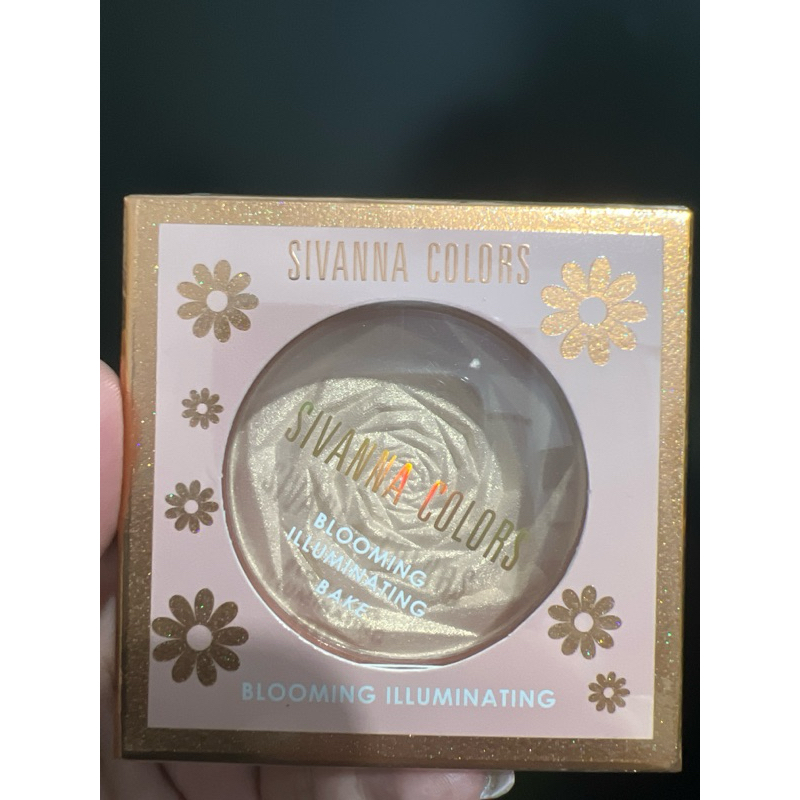 SIVANNA COLORS
SIVANNA COLORS
BLOOMING
ILLUMINATING
BAKE
BLOOMING ILLUMINATING